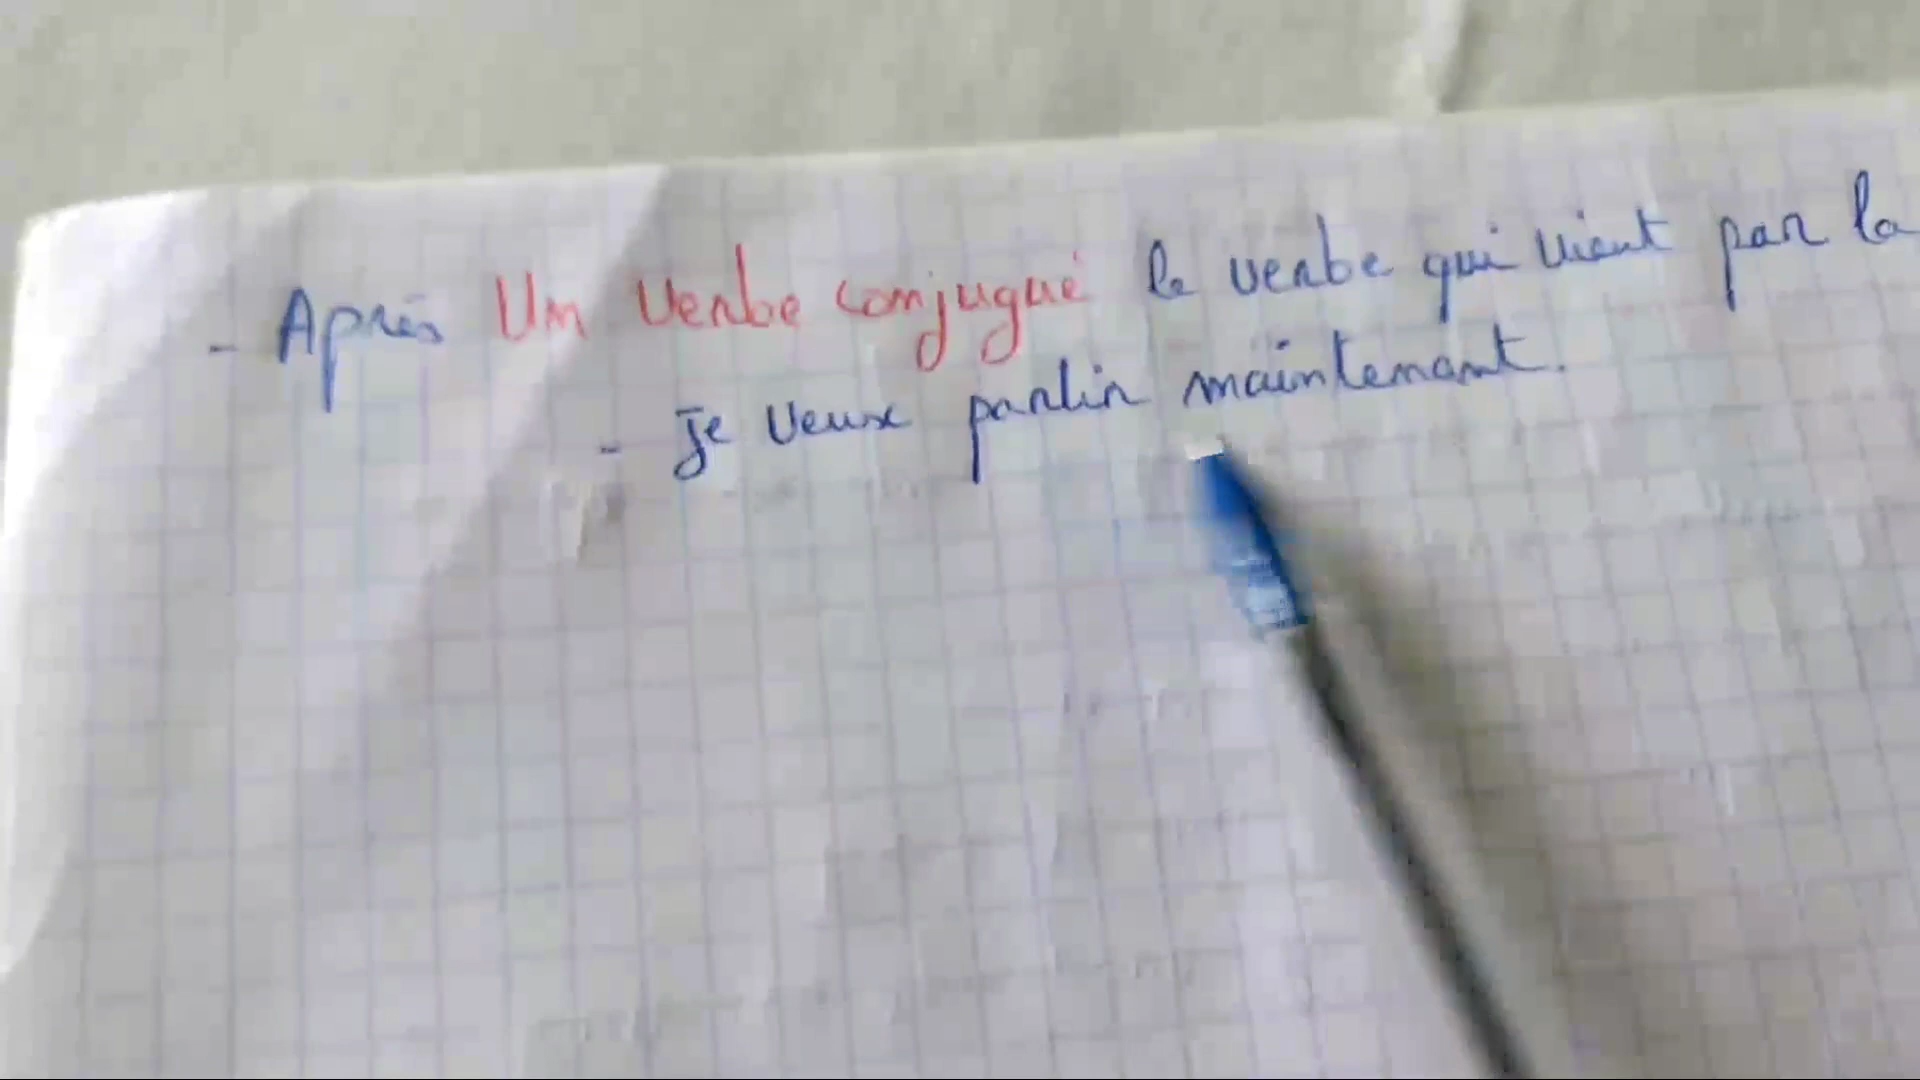 - Après Un Verbe conjugué le verbe qui vient par la
- je veux partir maintenant.